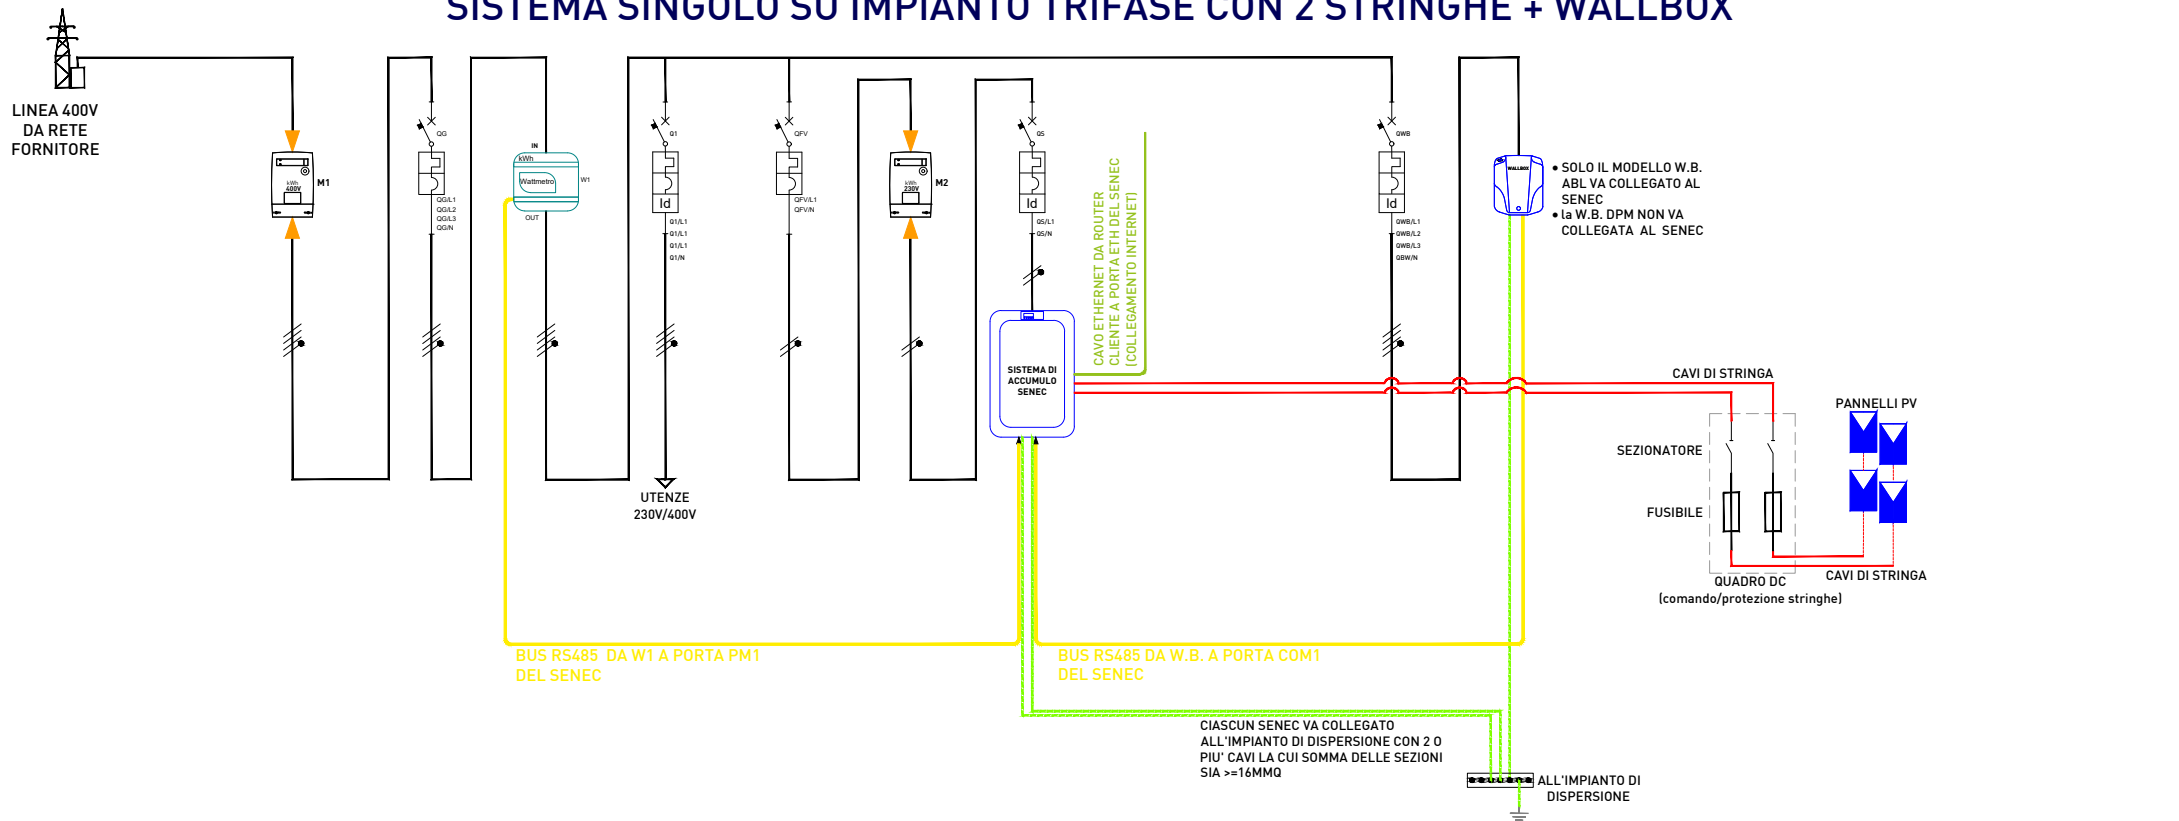 SISTEMA SINGOLO SU IMPIANTO TRIFASE CON 2 STRINGHE + WALLBOX
LINEA 400V
DA RETE
FORNITORE
kWh
400V
M1
QG
QG/L1
QG/L2
QG/L3
QG/N
IN
kWh
Wattmetro
W1
OUT
Q1
Id
Q1/L1
Q1/L1
Q1/L1
Q1/N
UTENZE
230V/400V
QFV
QFV/L1
QFV/N
kWh
230V
M2
QS
Id
QS/L1
QS/N
SISTEMA DI
ACCUMULO
SENEC
CAVO ETHERNET DA ROUTER
CLIENTE A PORTA ETH DEL SENEC
(COLLEGAMENTO INTERNET)
QWB
Id
QWB/L1
QWB/L2
QWB/L3
QBW/N
WALLBOX
• SOLO IL MODELLO W.B.
ABL VA COLLEGATO AL
SENEC
• la W.B. DPM NON VA
COLLEGATA AL SENEC
CAVI DI STRINGA
PANNELLI PV
SEZIONATORE
FUSIBILE
QUADRO DC
(comando/protezione stringhe)
CAVI DI STRINGA
BUS RS485 DA W1 A PORTA PM1
DEL SENEC
BUS RS485 DA W.B. A PORTA COM1
DEL SENEC
CIASCUN SENEC VA COLLEGATO
ALL'IMPIANTO DI DISPERSIONE CON 2 O
PIU' CAVI LA CUI SOMMA DELLE SEZIONI
SIA >=16MMQ
ALL'IMPIANTO DI
DISPERSIONE